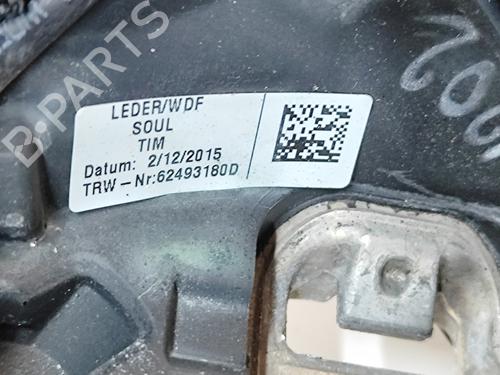 B-PARTS
LEDER/WDF
SOUL
TIM
Datum: 2/12/2015
TRW-Nr:62493180D